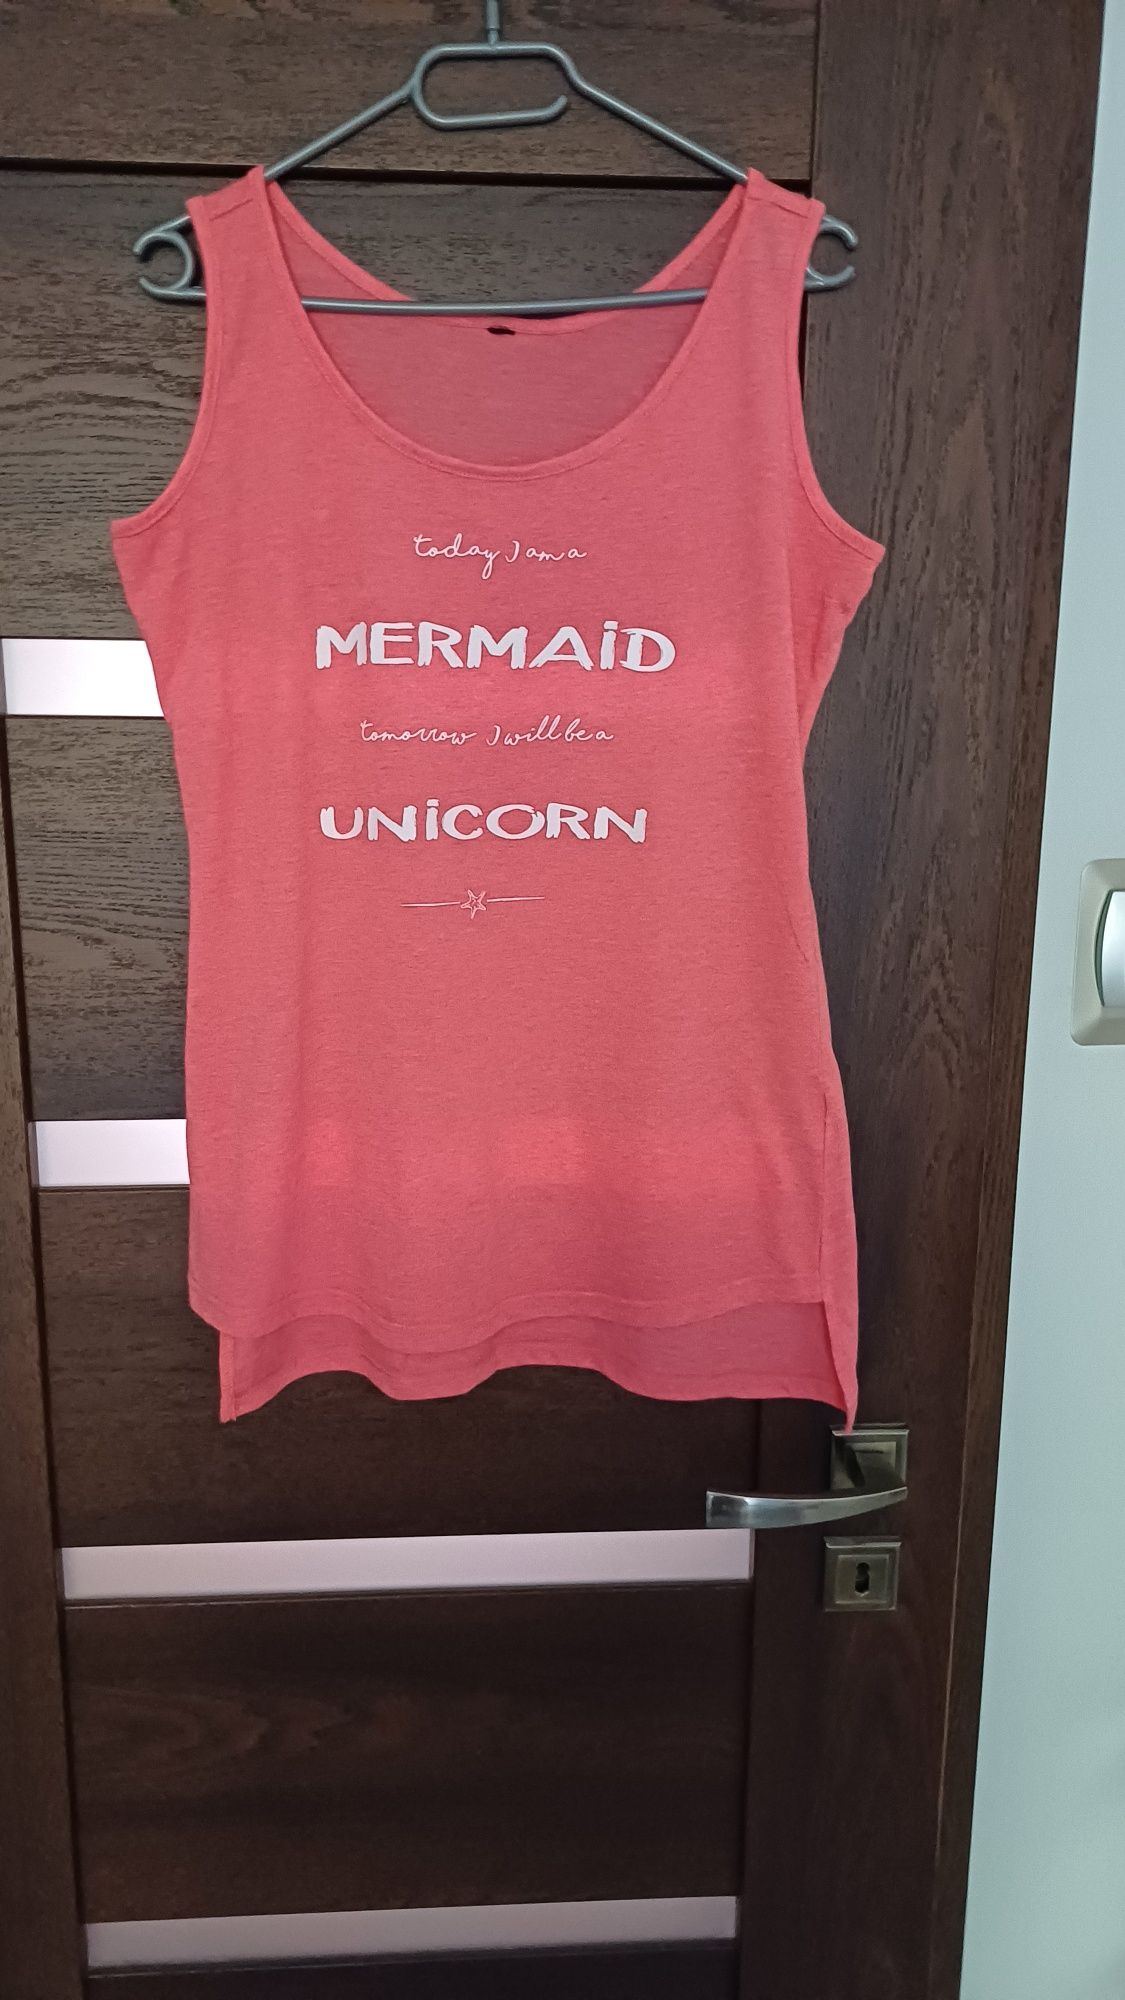 today I am a
MERMAiD
tomorrow I will be a
UNiCORN